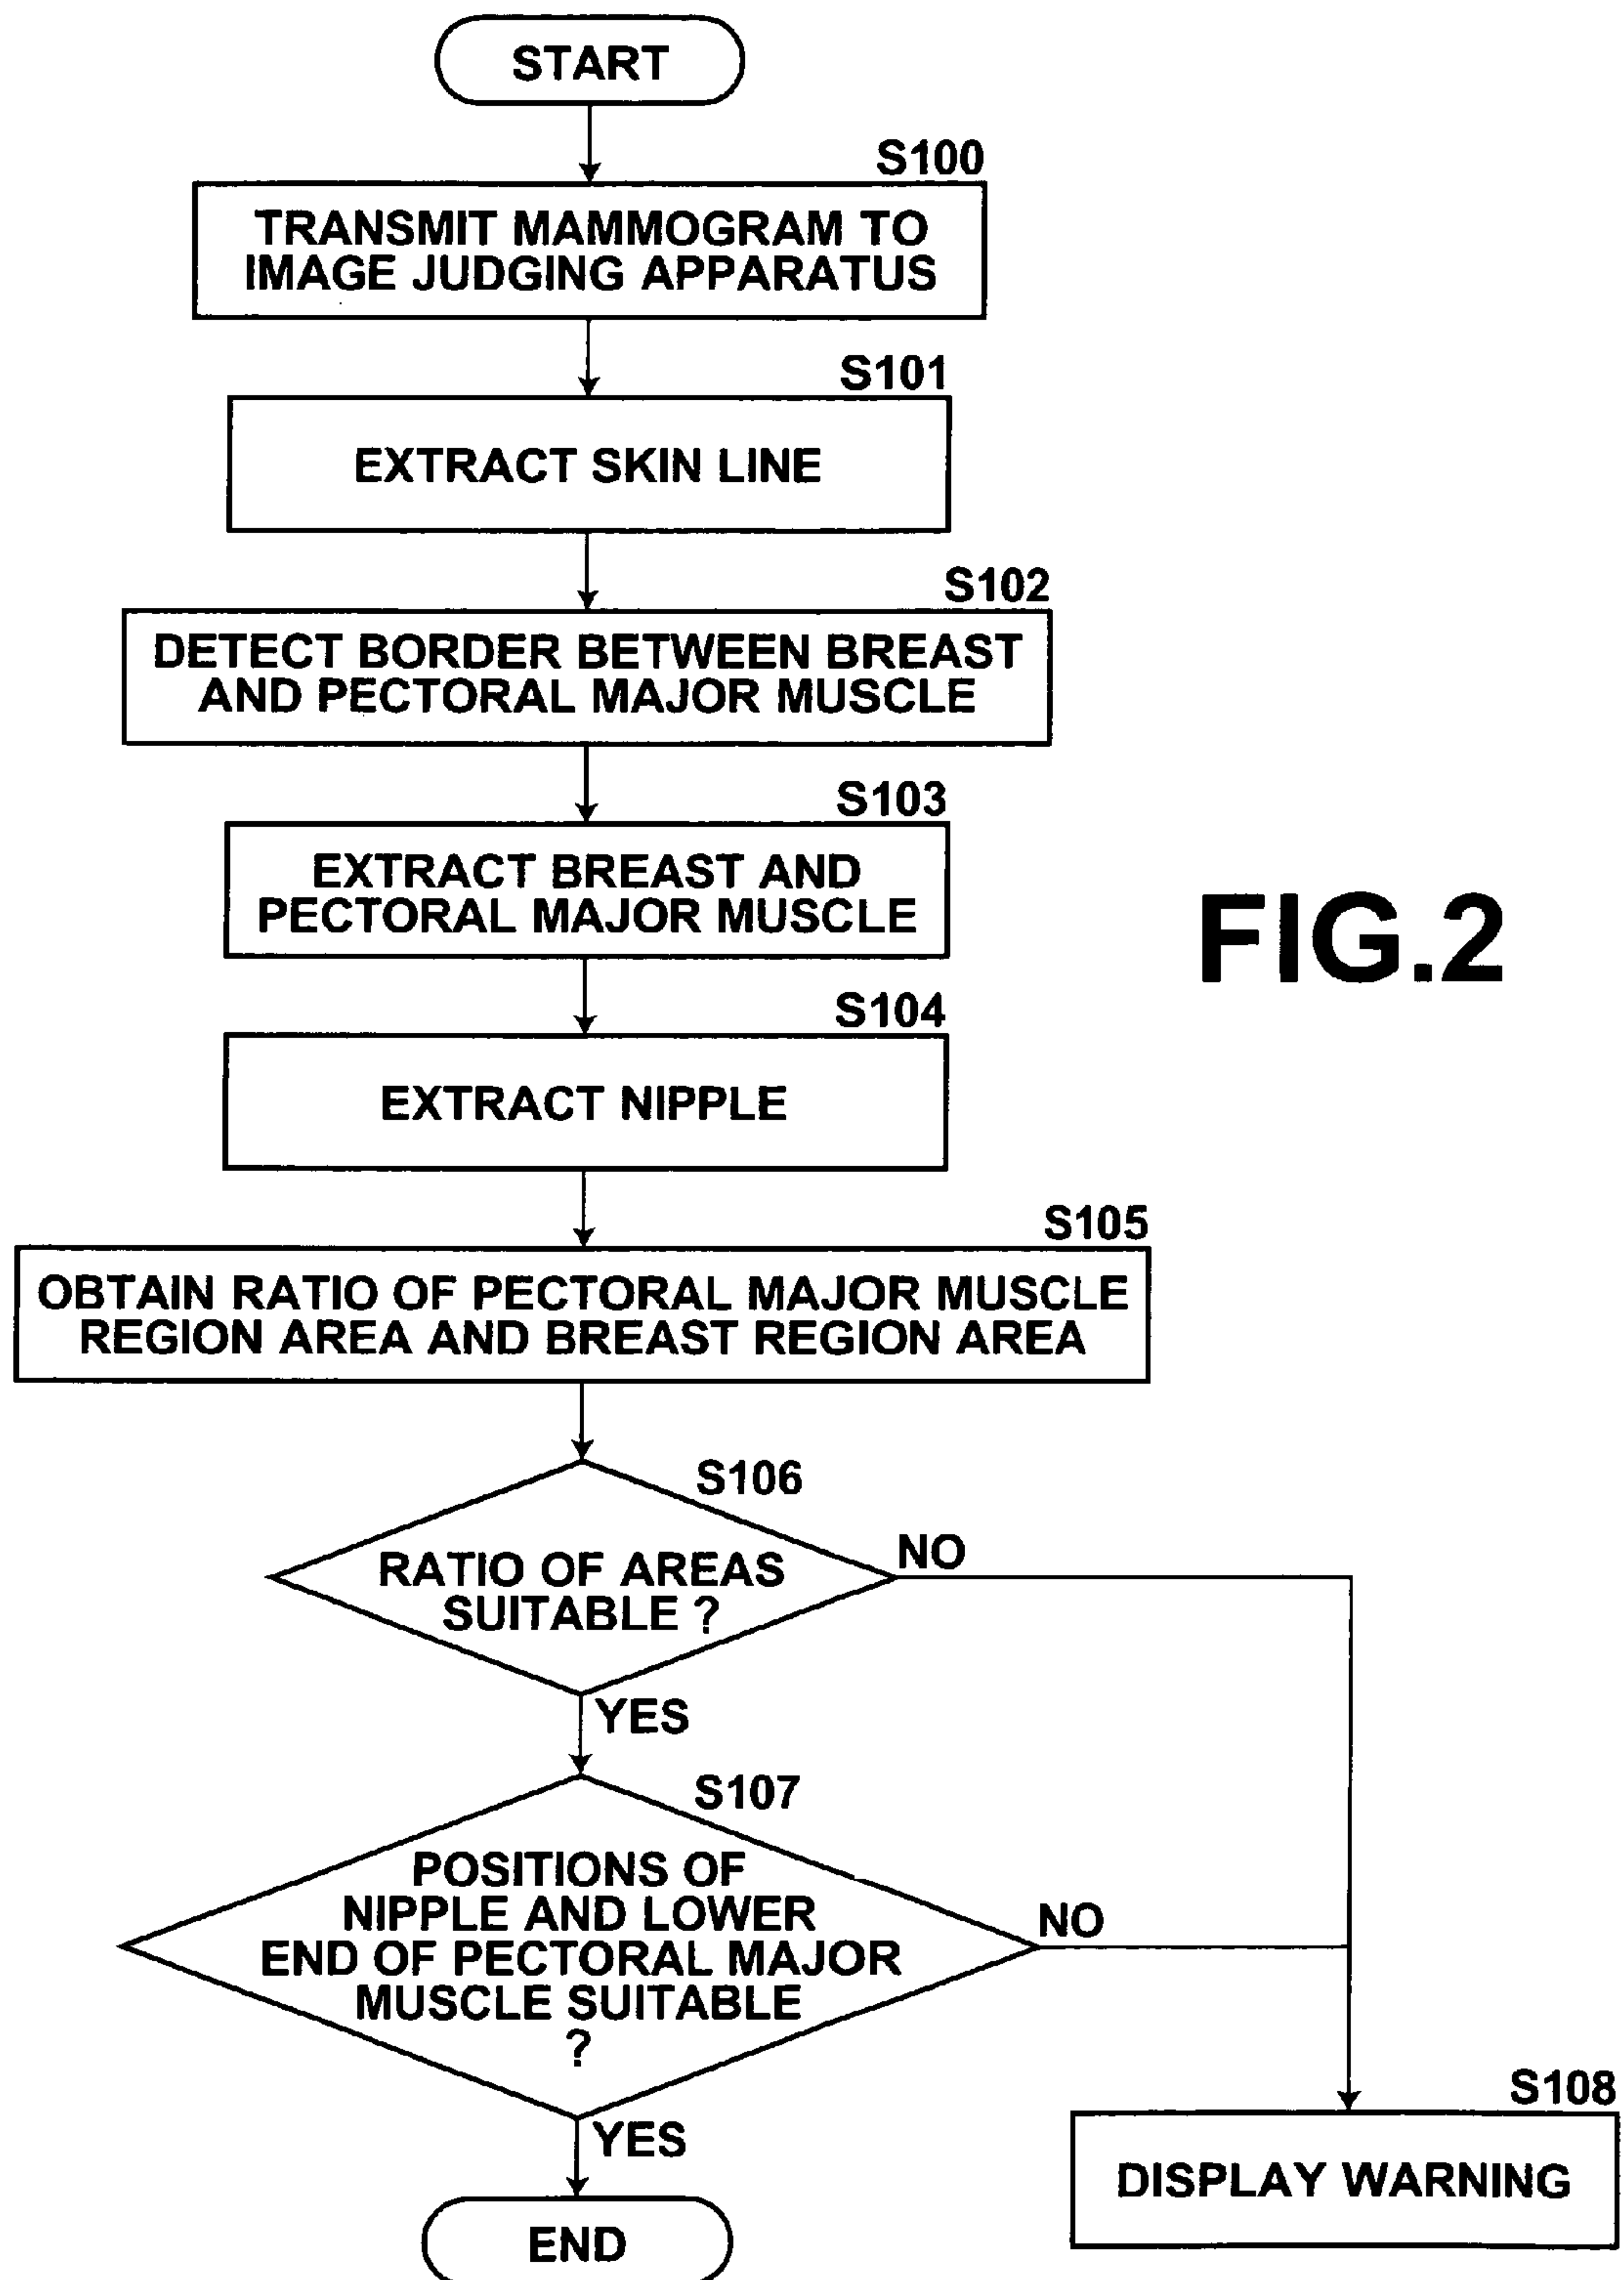 START
S100
TRANSMIT MAMMOGRAM TO
IMAGE JUDGING APPARATUS
S101
EXTRACT SKIN LINE
S102
DETECT BORDER BETWEEN BREAST
AND PECTORAL MAJOR MUSCLE
S103
EXTRACT BREAST AND
PECTORAL MAJOR MUSCLE
FIG.2
S104
EXTRACT NIPPLE
S105
OBTAIN RATIO OF PECTORAL MAJOR MUSCLE
REGION AREA AND BREAST REGION AREA
S106
RATIO OF AREAS
SUITABLE ?
NO
YES
S107
POSITIONS OF
NIPPLE AND LOWER
END OF PECTORAL MAJOR
MUSCLE SUITABLE
?
NO
YES
S108
DISPLAY WARNING
END